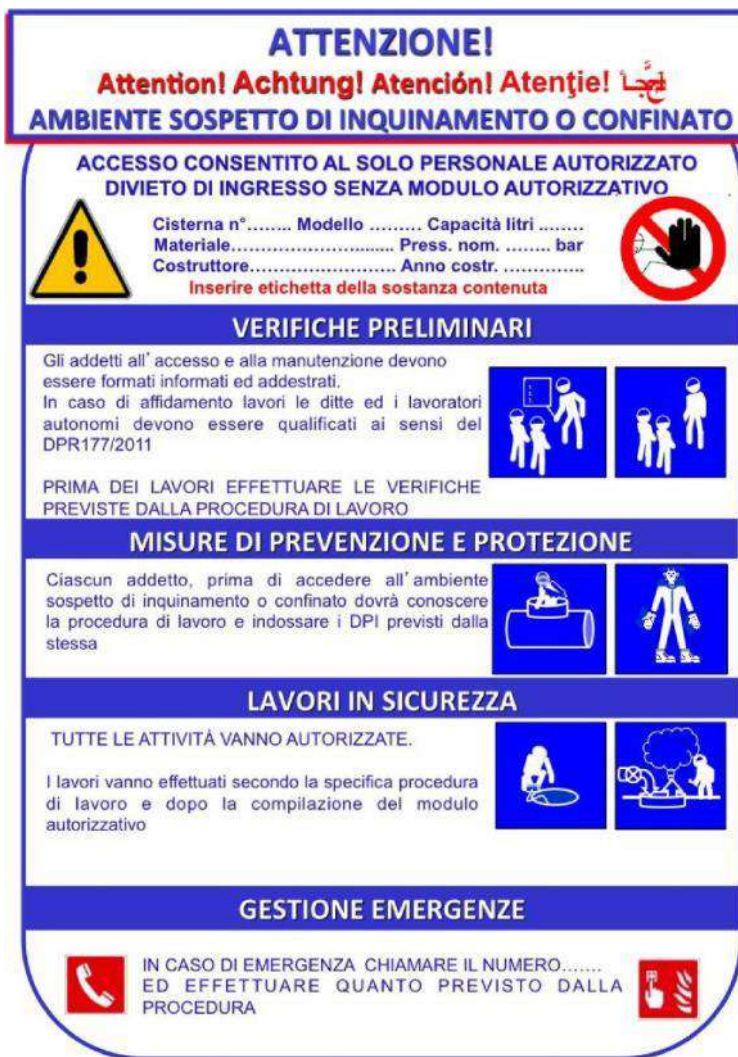 ATTENZIONE!
Attention! Achtung! Atención! Atenţie!
AMBIENTE SOSPETTO DI INQUINAMENTO O CONFINATO
ACCESSO CONSENTITO AL SOLO PERSONALE AUTORIZZATO
DIVIETO DI INGRESSO SENZA MODULO AUTORIZZATIVO
Cisterna n°........ Modello ......... Capacità litri ........
Materiale............................. Press. nom. ........ bar
Costruttore.......................... Anno costr. ..............
Inserire etichetta della sostanza contenuta
VERIFICHE PRELIMINARI
Gli addetti all'accesso e alla manutenzione devono
essere formati informati ed addestrati.
In caso di affidamento lavori le ditte ed i lavoratori
autonomi devono essere qualificati ai sensi del
DPR177/2011
PRIMA DEI LAVORI EFFETTUARE LE VERIFICHE
PREVISTE DALLA PROCEDURA DI LAVORO
MISURE DI PREVENZIONE E PROTEZIONE
Ciascun addetto, prima di accedere all'ambiente
sospetto di inquinamento o confinato dovrà conoscere
la procedura di lavoro e indossare i DPI previsti dalla
stessa
LAVORI IN SICUREZZA
TUTTE LE ATTIVITÀ VANNO AUTORIZZATE.
I lavori vanno effettuati secondo la specifica procedura
di lavoro e dopo la compilazione del modulo
autorizzativo
GESTIONE EMERGENZE
IN CASO DI EMERGENZA CHIAMARE IL NUMERO.......
ED EFFETTUARE QUANTO PREVISTO DALLA
PROCEDURA